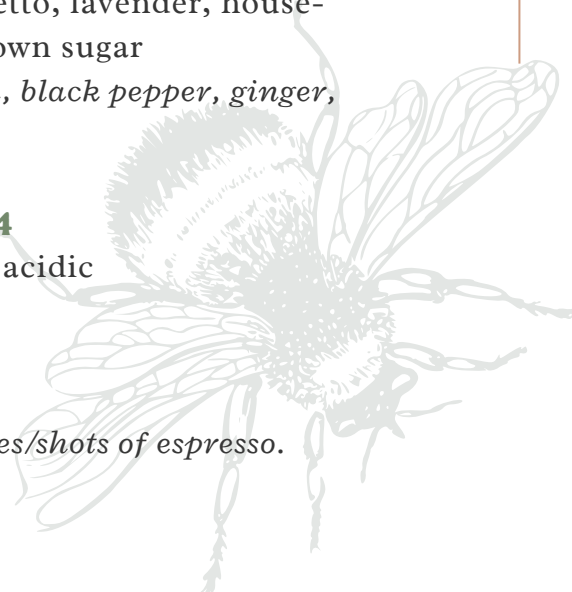 etto, lavender, house-
own sugar
, black pepper, ginger,
4
acidic
es/shots of espresso.